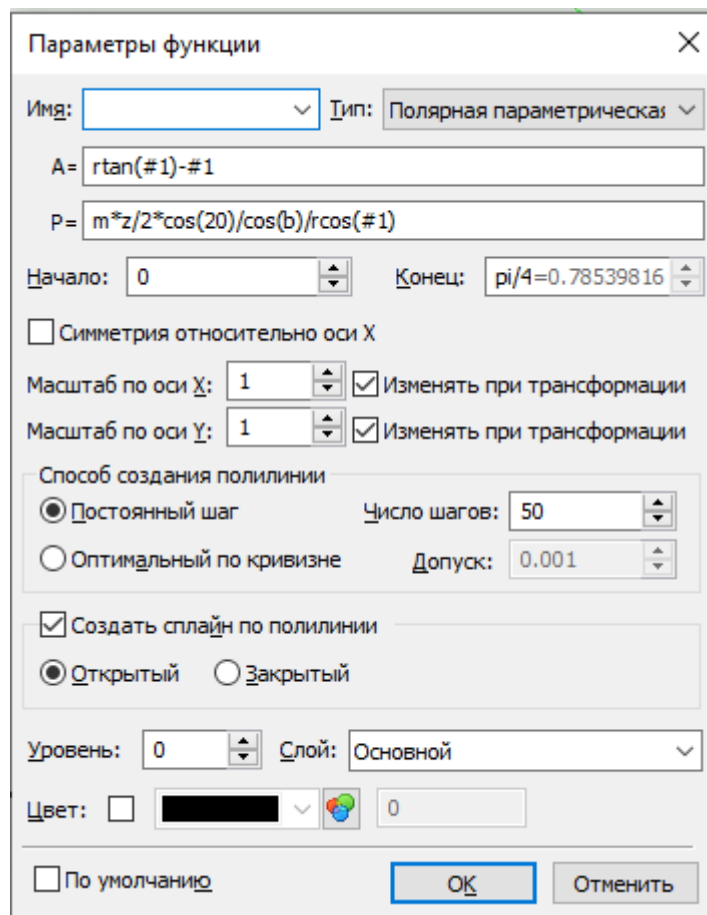 Параметры функции
Имя: Тип: Полярная параметрическая
A= rtan(#1)-#1
P= m*z/2*cos(20)/cos(b)/rcos(#1)
Начало: 0 Конец: pi/4=0.78539816
Симметрия относительно оси X
Масштаб по оси X: 1 Изменять при трансформации
Масштаб по оси Y: 1 Изменять при трансформации
Способ создания полилинии
Постоянный шаг Число шагов: 50
Оптимальный по кривизне Допуск: 0.001
Создать сплайн по полилинии
Открытый Закрытый
Уровень: 0 Слой: Основной
Цвет: 0
По умолчанию OK Отменить